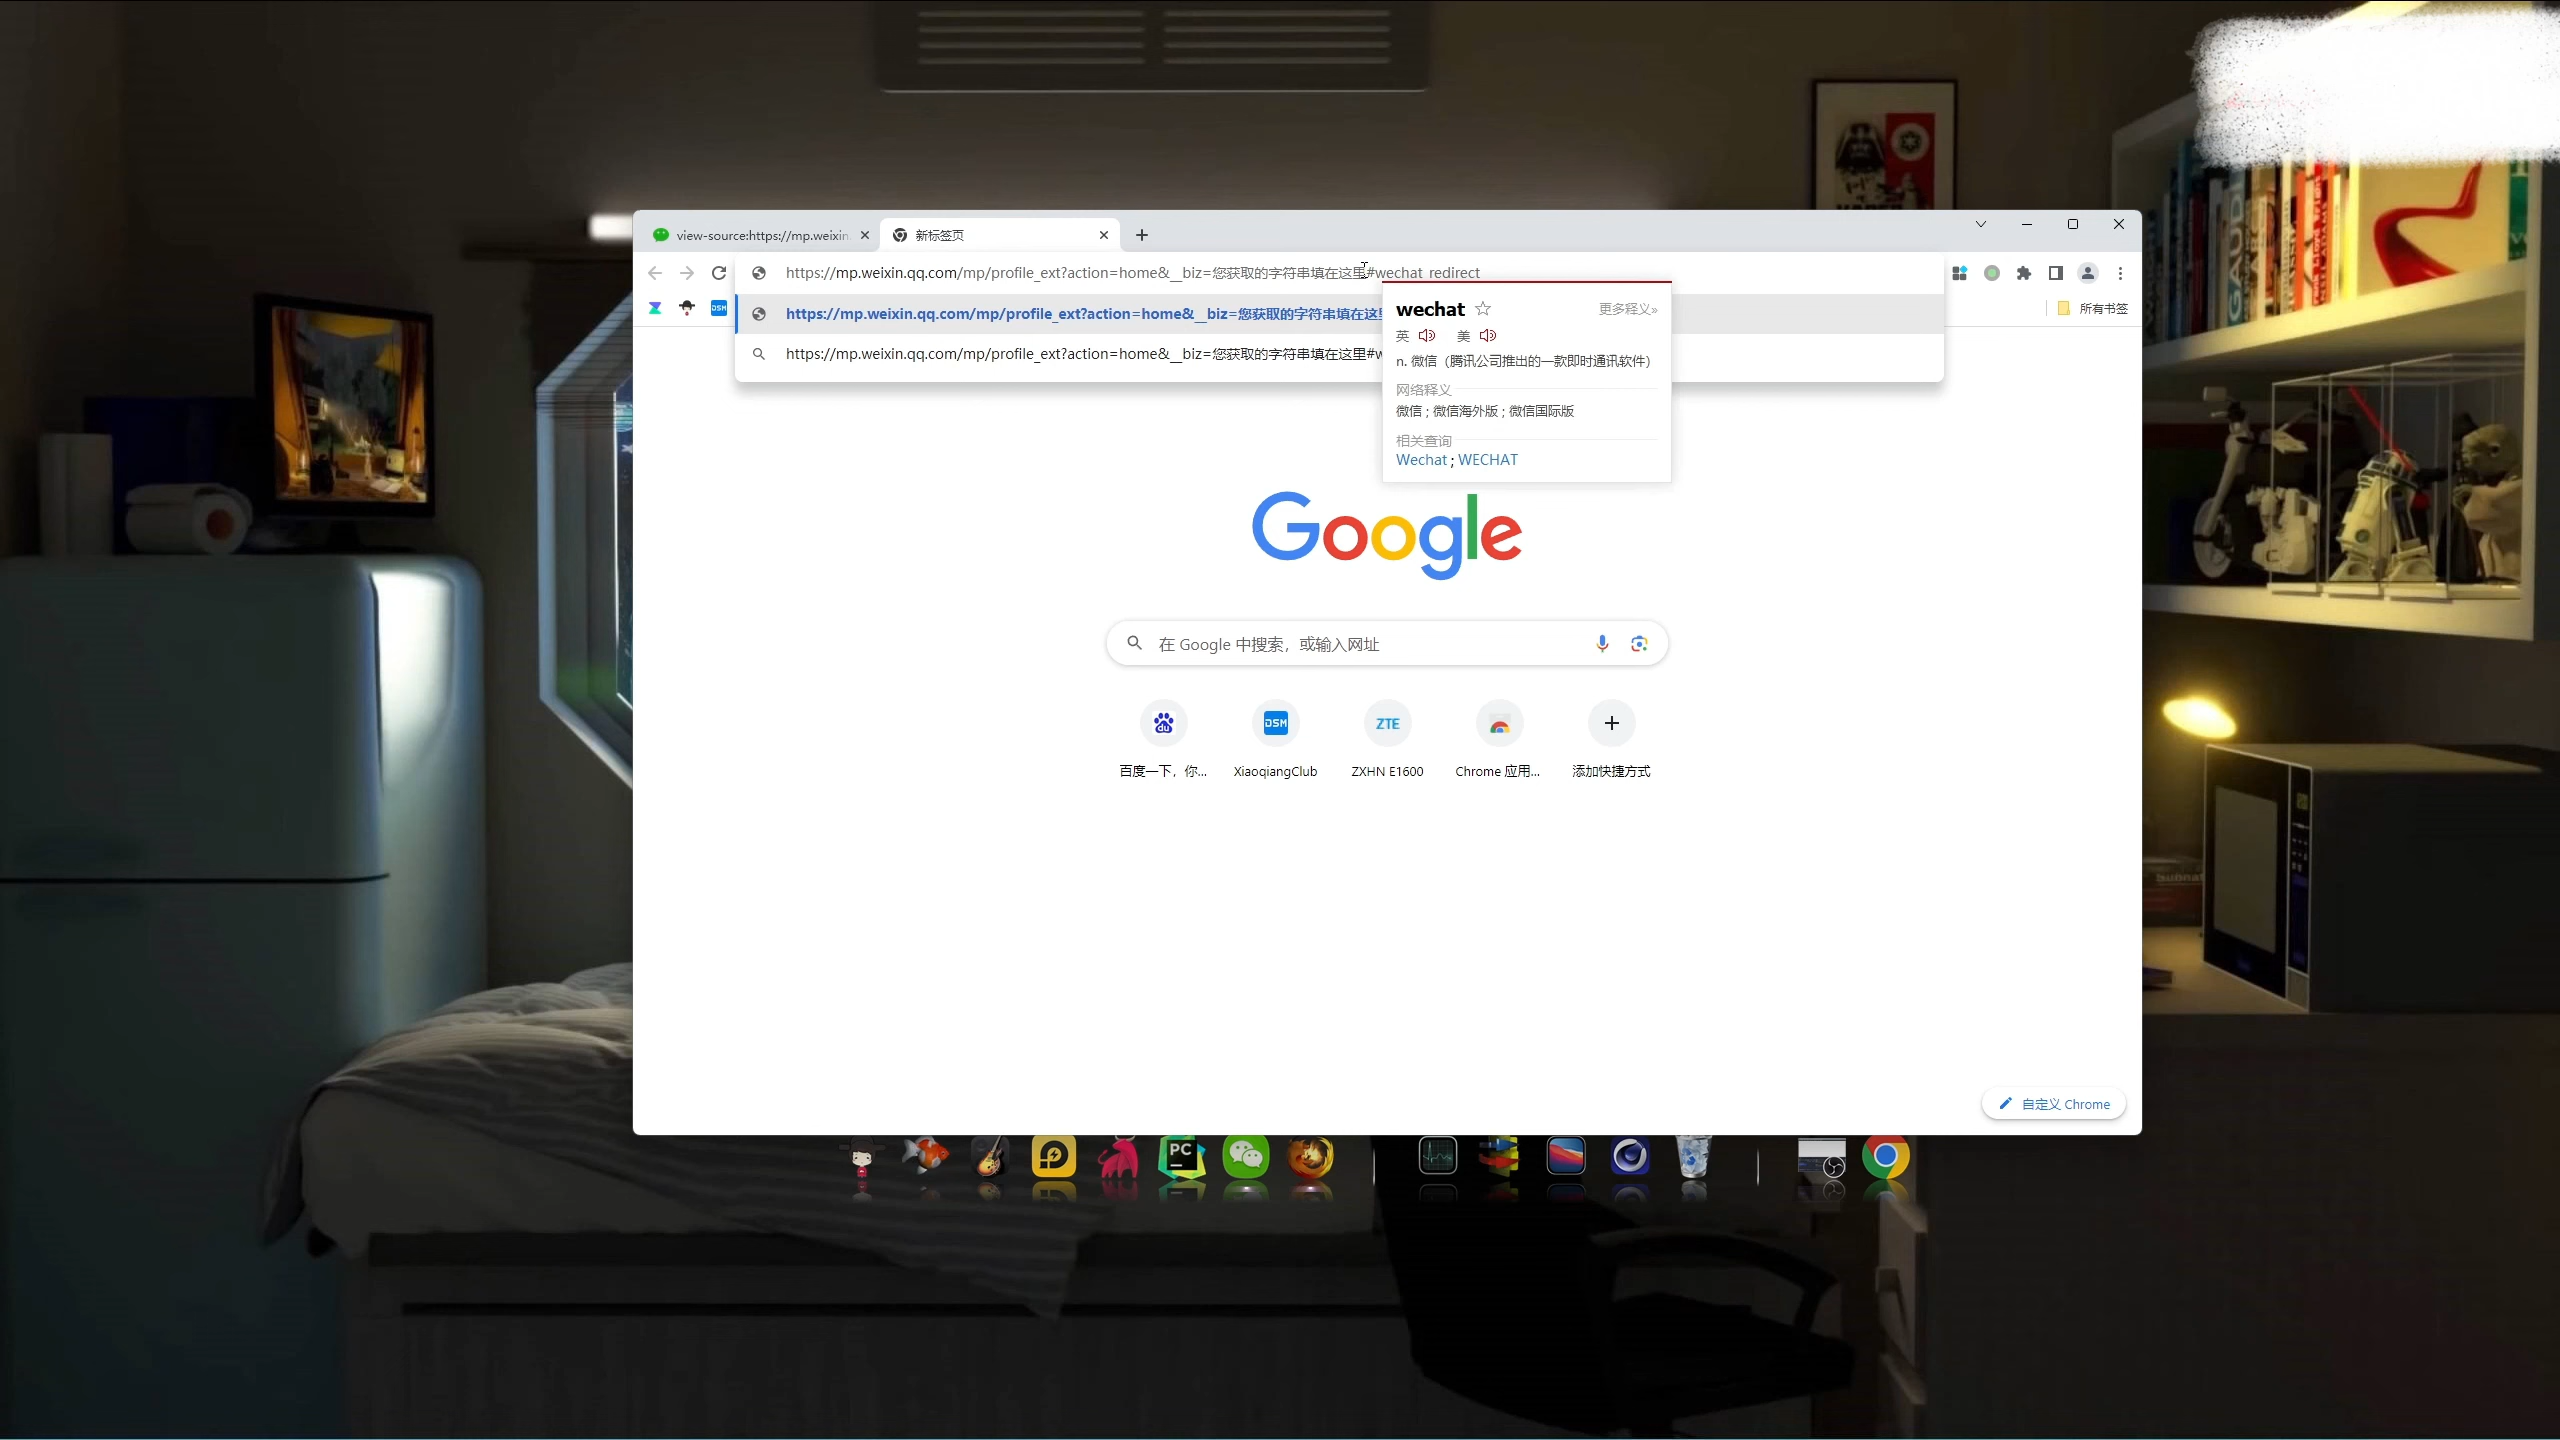 view-source:https://mp.weixin.
新标签页
https://mp.weixin.qq.com/mp/profile_ext?action=home&__biz=您获取的字符串填在这里#wechat_redirect
DSM
https://mp.weixin.qq.com/mp/profile_ext?action=home&__biz=您获取的字符串填在这里
https://mp.weixin.qq.com/mp/profile_ext?action=home&__biz=您获取的字符串填在这里#w
所有书签
wechat
更多释义»
英 美
n. 微信（腾讯公司推出的一款即时通讯软件）
网络释义
微信 ; 微信海外版 ; 微信国际版
相关查询
Wechat ; WECHAT
Google
在 Google 中搜索，或输入网址
du
DSM
ZTE
百度一下，你...
XiaoqiangClub
ZXHN E1600
Chrome 应用...
添加快捷方式
自定义 Chrome
PC